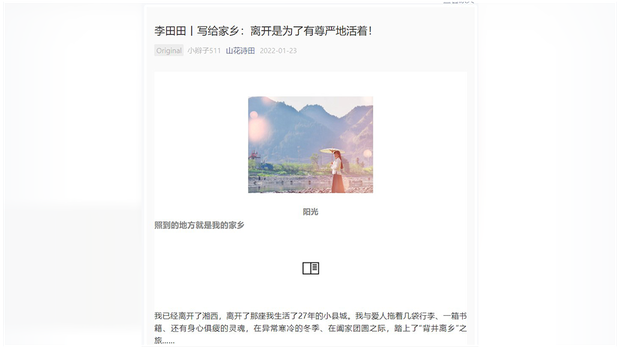 李田田丨写给家乡：离开是为了有尊严地活着！
Original 小辩子511 山花诗田 2022-01-23
阳光
照到的地方就是我的家乡
我已经离开了湘西，离开了那座我生活了27年的小县城。我与爱人拖着几袋行李、一箱书
籍、还有身心俱疲的灵魂，在异常寒冷的冬季、在阖家团圆之际，踏上了“背井离乡”之
旅......